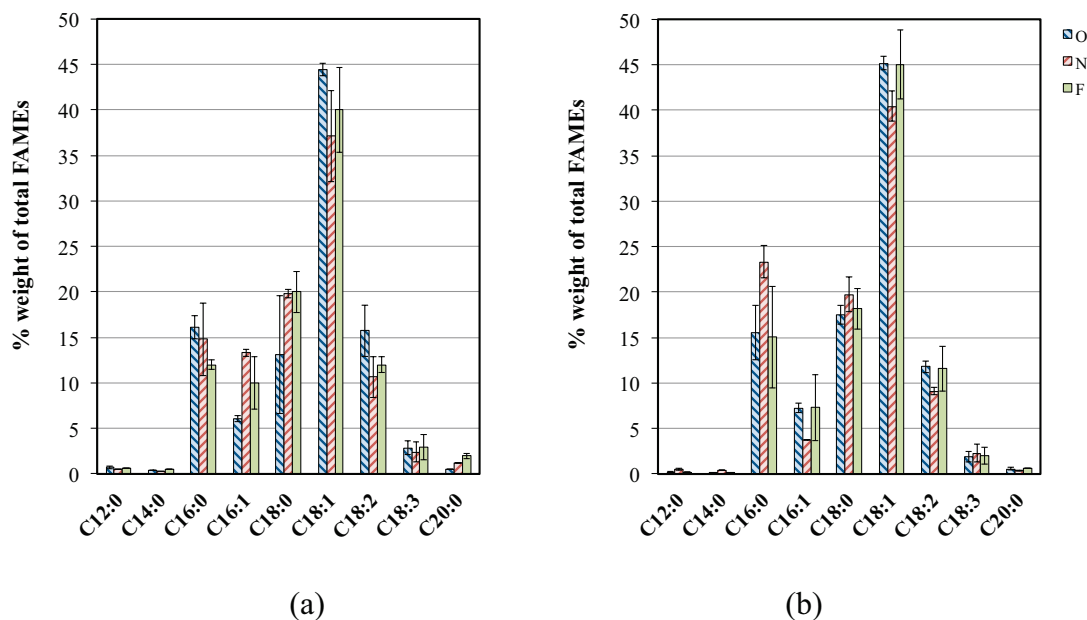 % weight of total FAMEs
50
45
40
35
30
25
20
15
10
5
0
C12:0
C14:0
C16:0
C16:1
C18:0
C18:1
C18:2
C18:3
C20:0
(a)
% weight of total FAMEs
50
45
40
35
30
25
20
15
10
5
0
C12:0
C14:0
C16:0
C16:1
C18:0
C18:1
C18:2
C18:3
C20:0
(b)
O
N
F